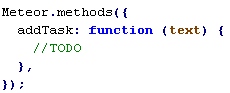 Meteor.methods({
  addTask: function (text) {
    //TODO
  },
});